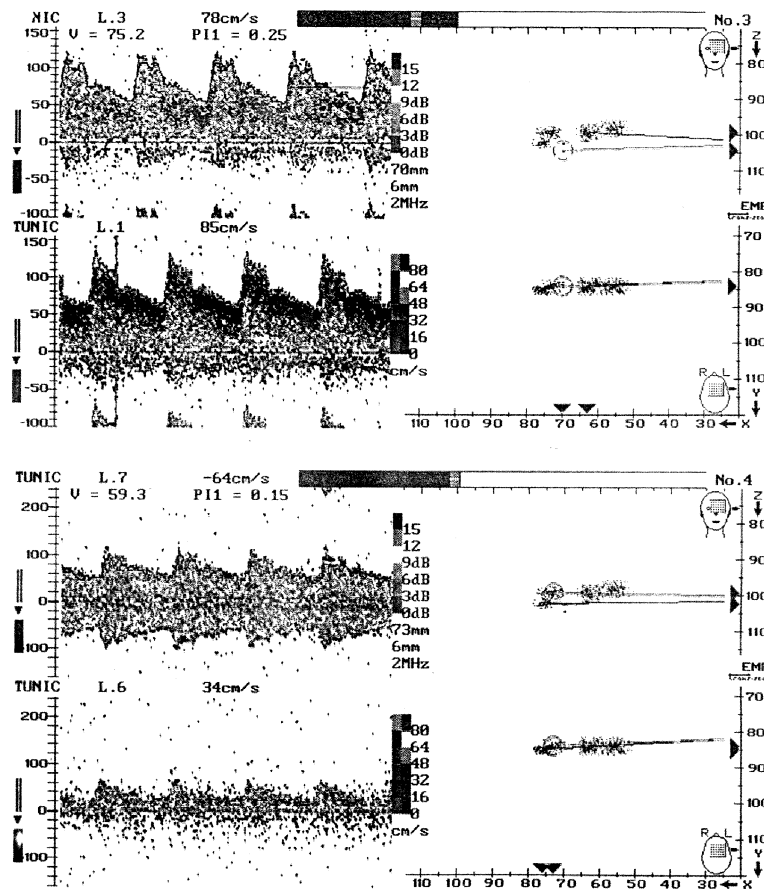 NIC L.3 78cm/s No.3
V = 75.2 PI1 = 0.25
150
100
50
0
-50
-100
15
12
9dB
6dB
3dB
0dB
70mm
6mm
2MHz
Z
80
90
100
110
EME
TUNIC L.1 85cm/s
150
100
50
0
-50
-100
80
64
48
32
16
0
cm/s
70
80
90
100
110
R L
Y
110 100 90 80 70 60 50 40 30 X
TUNIC L.7 -64cm/s No.4
V = 59.3 PI1 = 0.15
200
100
0
-100
15
12
9dB
6dB
3dB
0dB
73mm
6mm
2MHz
Z
80
90
100
110
EME
TUNIC L.6 34cm/s
200
100
0
-100
80
64
48
32
16
0
cm/s
70
80
90
100
110
R L
Y
110 100 90 80 70 60 50 40 30 X